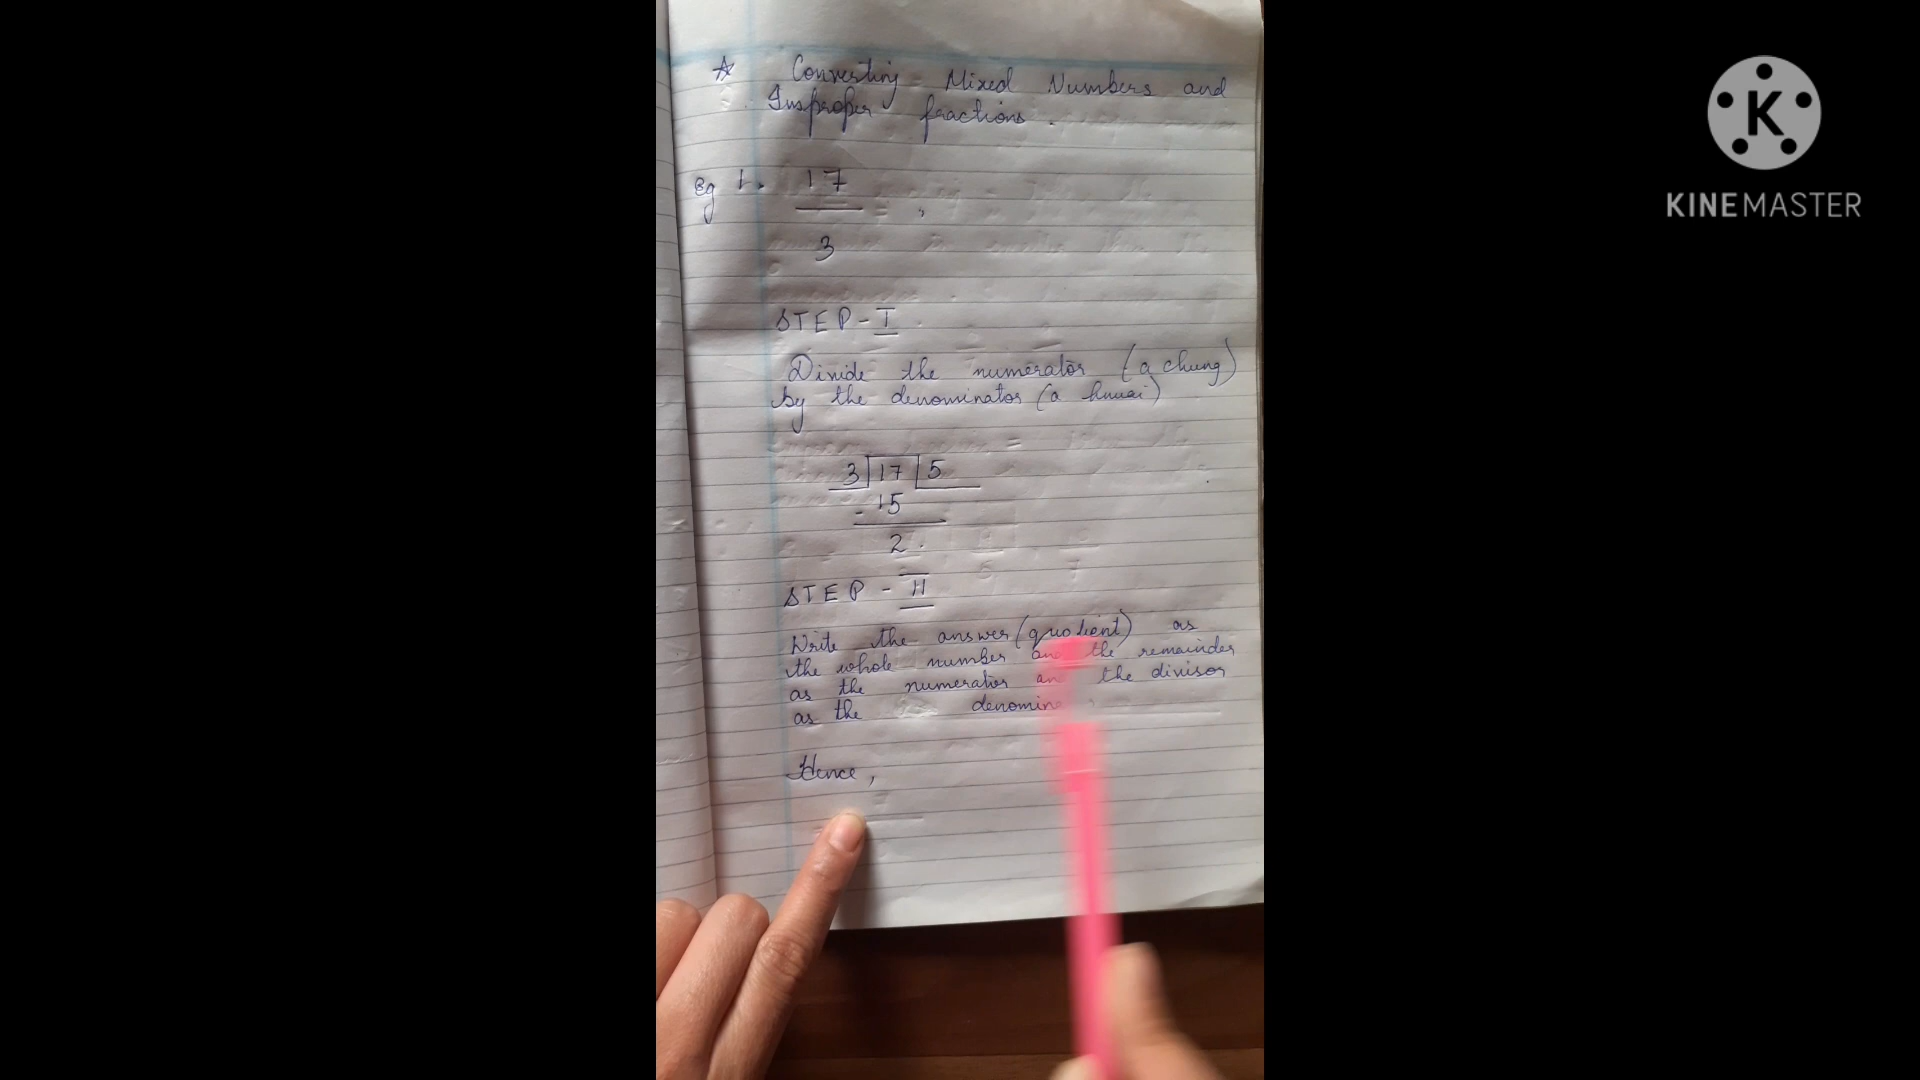 ☆ Converting Mixed Numbers and
Improper fractions.
Eg 1. 17
=
3
STEP - I
Divide the numerator (a chung)
by the denominator (a hnuai)
3 17 5
- 15
2
STEP - II
Write the answer (quotient) as
the whole number and the remainder
as the numerator and the divisor
as the
Hence,
K
KINEMASTER